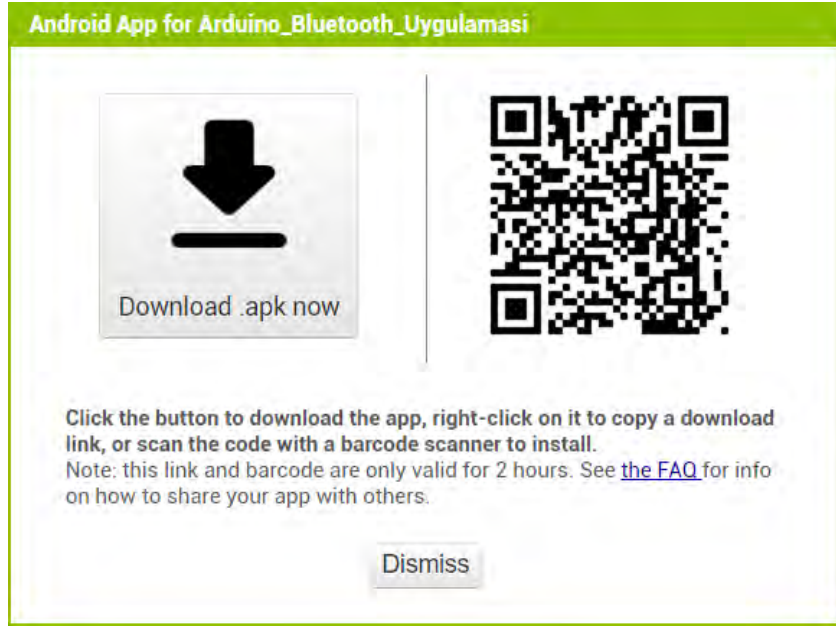 Android App for Arduino_Bluetooth_Uygulamasi
Download .apk now
Click the button to download the app, right-click on it to copy a download
link, or scan the code with a barcode scanner to install.
Note: this link and barcode are only valid for 2 hours. See the FAQ for info
on how to share your app with others.
Dismiss